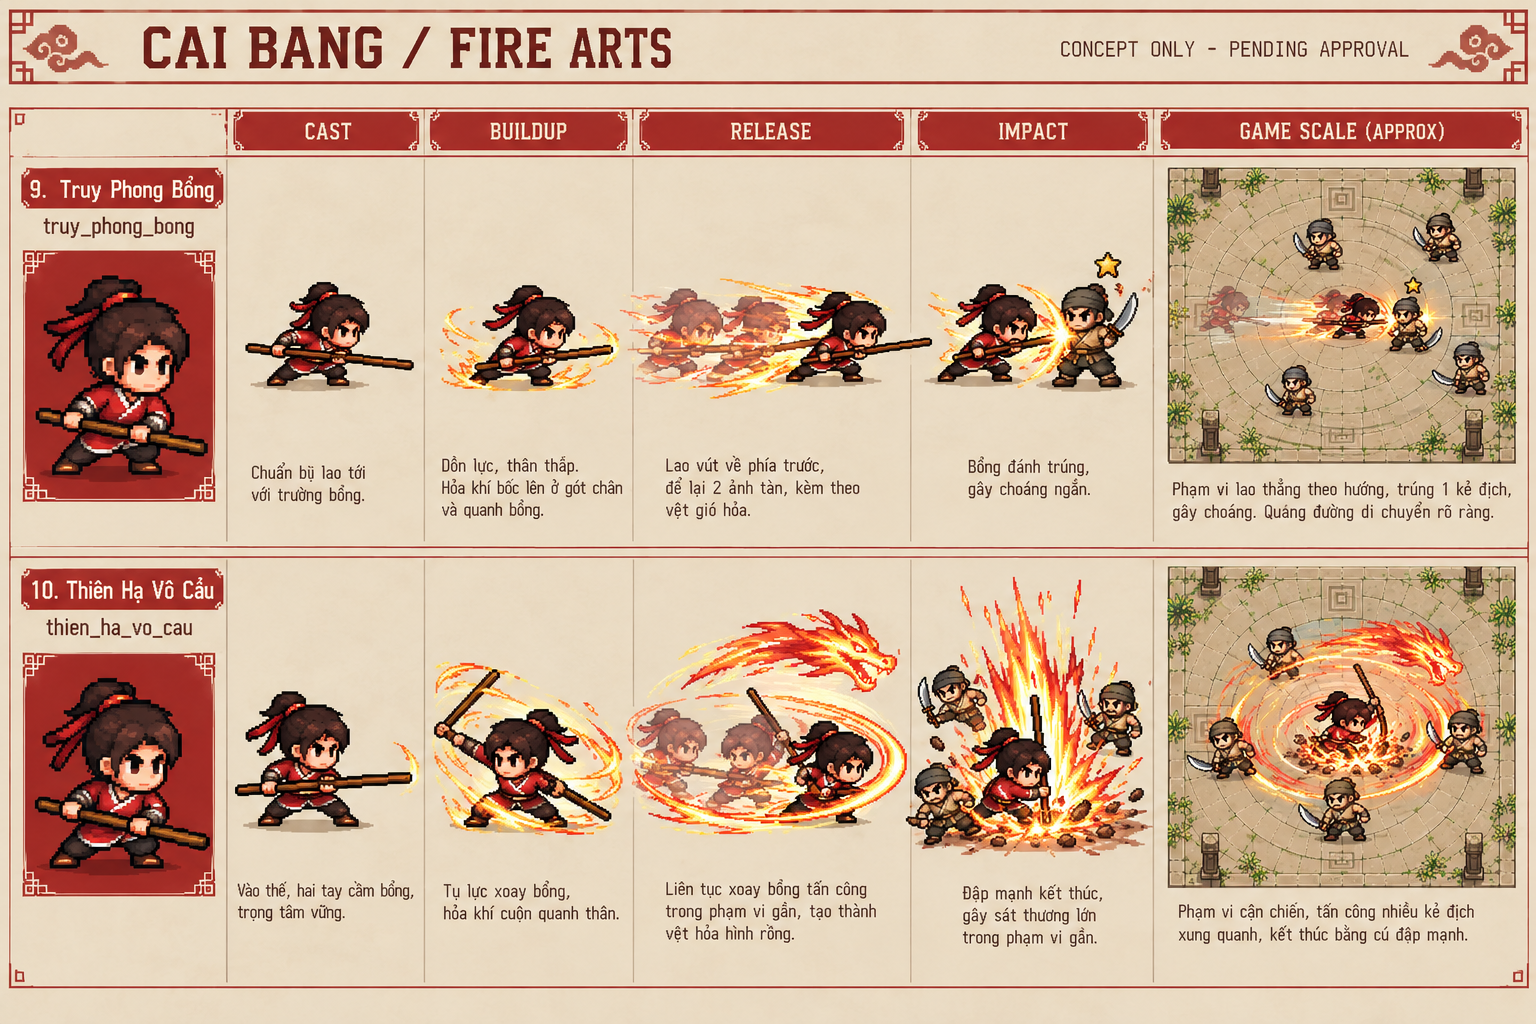 CAI BANG / FIRE ARTS
CONCEPT ONLY - PENDING APPROVAL
CAST
BUILDUP
RELEASE
IMPACT
GAME SCALE (APPROX)
9. Truy Phong Bổng
truy_phong_bong
Chuẩn bị lao tới
với trường bổng.
Dồn lực, thân thấp.
Hỏa khí bốc lên ở gót chân
và quanh bổng.
Lao vút về phía trước,
để lại 2 ảnh tàn, kèm theo
vệt gió hỏa.
Bổng đánh trúng,
gây choáng ngắn.
Phạm vi lao thẳng theo hướng, trúng 1 kẻ địch,
gây choáng. Quáng đường di chuyển rõ ràng.
10. Thiên Hạ Vô Cẩu
thien_ha_vo_cau
Vào thế, hai tay cầm bổng,
trọng tâm vững.
Tụ lực xoay bổng,
hỏa khí cuộn quanh thân.
Liên tục xoay bổng tấn công
trong phạm vi gần, tạo thành
vệt hỏa hình rồng.
Đập mạnh kết thúc,
gây sát thương lớn
trong phạm vi gần.
Phạm vi cận chiến, tấn công nhiều kẻ địch
xung quanh, kết thúc bằng cú đập mạnh.